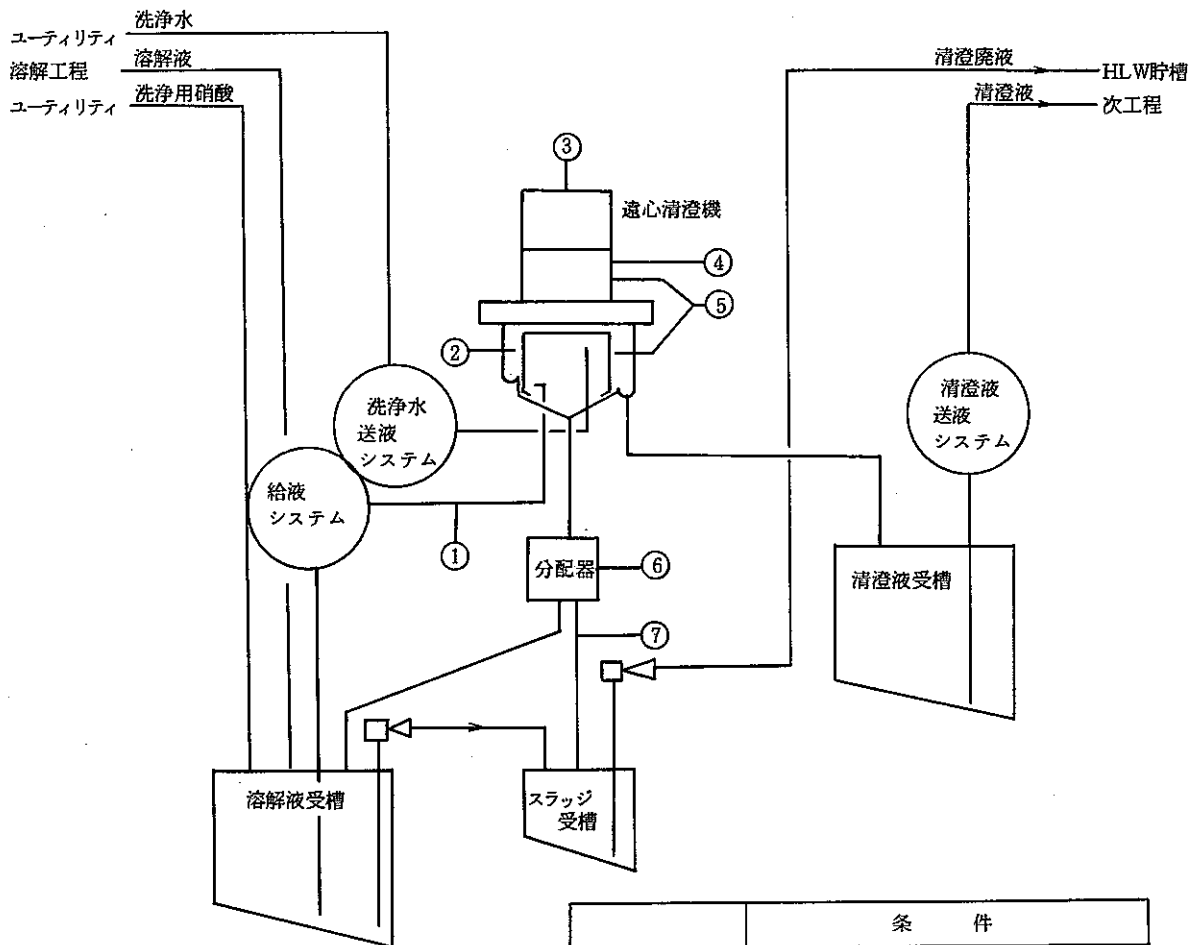 洗浄水
ユーティリティ
溶解液
溶解工程
洗浄用硝酸
ユーティリティ
清澄廃液
HLW貯槽
清澄液
次工程
③
遠心清澄機
④
⑤
②
洗浄水
送液
システム
給液
システム
①
清澄液
送液
システム
分配器
⑥
⑦
清澄液受槽
溶解液受槽
スラッジ
受槽
条 件